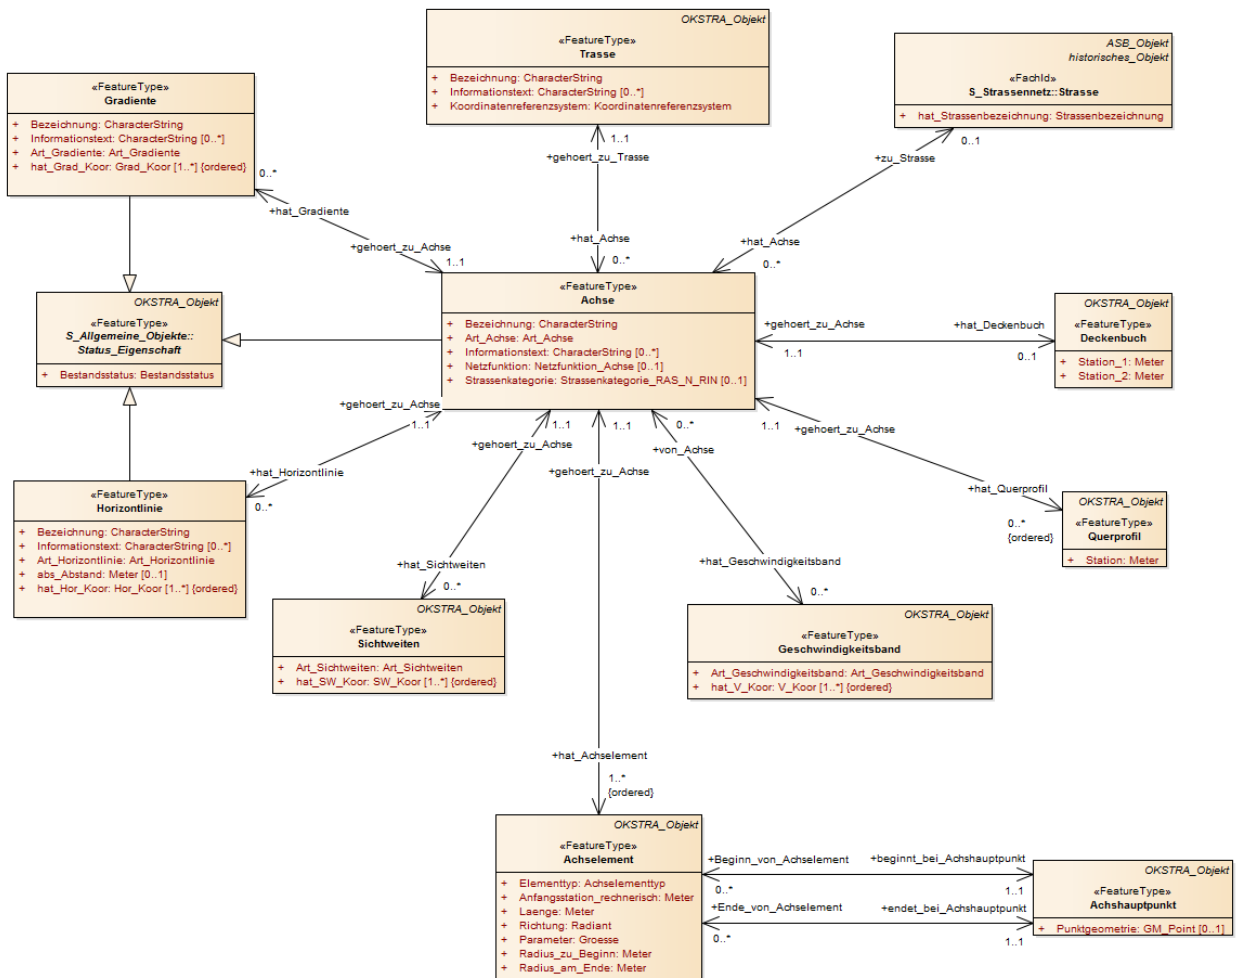 OKSTRA_Objekt
«FeatureType»
Trasse
+ Bezeichnung: CharacterString
+ Informationstext: CharacterString [0..*]
+ Koordinatenreferenzsystem: Koordinatenreferenzsystem
ASB_Objekt
historisches_Objekt
«FachId»
S_Strassennetz::Strasse
+ hat_Strassenbezeichnung: Strassenbezeichnung
«FeatureType»
Gradiente
+ Bezeichnung: CharacterString
+ Informationstext: CharacterString [0..*]
+ Art_Gradiente: Art_Gradiente
+ hat_Grad_Koor: Grad_Koor [1..*] {ordered}
0..*
+hat_Gradiente
+gehoert_zu_Achse
1..1
1..1
+gehoert_zu_Trasse
+hat_Achse
0..*
0..1
+zu_Strasse
+hat_Achse
0..*
OKSTRA_Objekt
«FeatureType»
S_Allgemeine_Objekte::
Status_Eigenschaft
+ Bestandsstatus: Bestandsstatus
«FeatureType»
Achse
+ Bezeichnung: CharacterString
+ Art_Achse: Art_Achse
+ Informationstext: CharacterString [0..*]
+ Netzfunktion: Netzfunktion_Achse [0..1]
+ Strassenkategorie: Strassenkategorie_RAS_N_RIN [0..1]
+gehoert_zu_Achse
1..1
+hat_Deckenbuch
0..1
OKSTRA_Objekt
«FeatureType»
Deckenbuch
+ Station_1: Meter
+ Station_2: Meter
+gehoert_zu_Achse
1..1
+hat_Horizontlinie
0..*
1..1
+gehoert_zu_Achse
+hat_Sichtweiten
0..*
1..1
+gehoert_zu_Achse
+hat_Achselement
1..*
{ordered}
0..*
+von_Achse
+hat_Geschwindigkeitsband
0..*
1..1
+gehoert_zu_Achse
+hat_Querprofil
0..*
{ordered}
«FeatureType»
Horizontlinie
+ Bezeichnung: CharacterString
+ Informationstext: CharacterString [0..*]
+ Art_Horizontlinie: Art_Horizontlinie
+ abs_Abstand: Meter [0..1]
+ hat_Hor_Koor: Hor_Koor [1..*] {ordered}
OKSTRA_Objekt
«FeatureType»
Querprofil
+ Station: Meter
OKSTRA_Objekt
«FeatureType»
Sichtweiten
+ Art_Sichtweiten: Art_Sichtweiten
+ hat_SW_Koor: SW_Koor [1..*] {ordered}
OKSTRA_Objekt
«FeatureType»
Geschwindigkeitsband
+ Art_Geschwindigkeitsband: Art_Geschwindigkeitsband
+ hat_V_Koor: V_Koor [1..*] {ordered}
OKSTRA_Objekt
«FeatureType»
Achselement
+ Elementtyp: Achselementtyp
+ Anfangsstation_rechnerisch: Meter
+ Laenge: Meter
+ Richtung: Radiant
+ Parameter: Groesse
+ Radius_zu_Beginn: Meter
+ Radius_am_Ende: Meter
+Beginn_von_Achselement
0..*
+beginnt_bei_Achshauptpunkt
1..1
+Ende_von_Achselement
0..*
+endet_bei_Achshauptpunkt
1..1
OKSTRA_Objekt
«FeatureType»
Achshauptpunkt
+ Punktgeometrie: GM_Point [0..1]